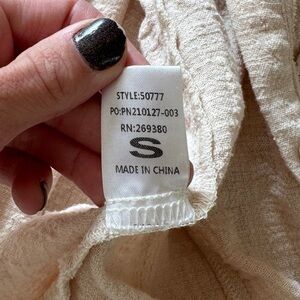 STYLE:50777
PO:PN210127-003
RN:269380
S
MADE IN CHINA